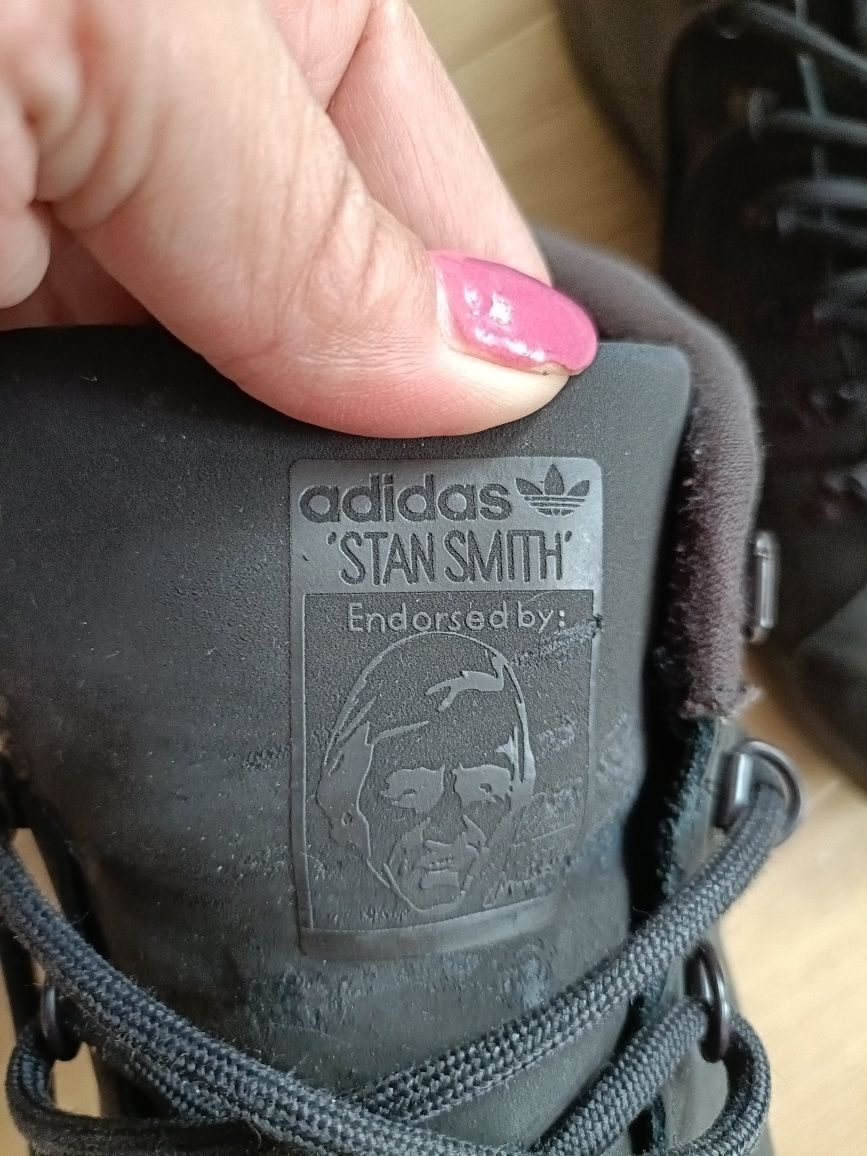 adidas
'STAN SMITH'
Endorsed by: